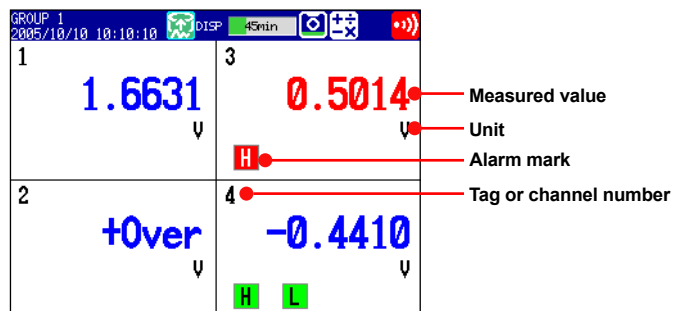 GROUP 1
2005/10/10 10:10:10 DISP 45min
1
1.6631
V
3
0.5014
V
H
2
+Over
V
4
-0.4410
V
H L
Measured value
Unit
Alarm mark
Tag or channel number